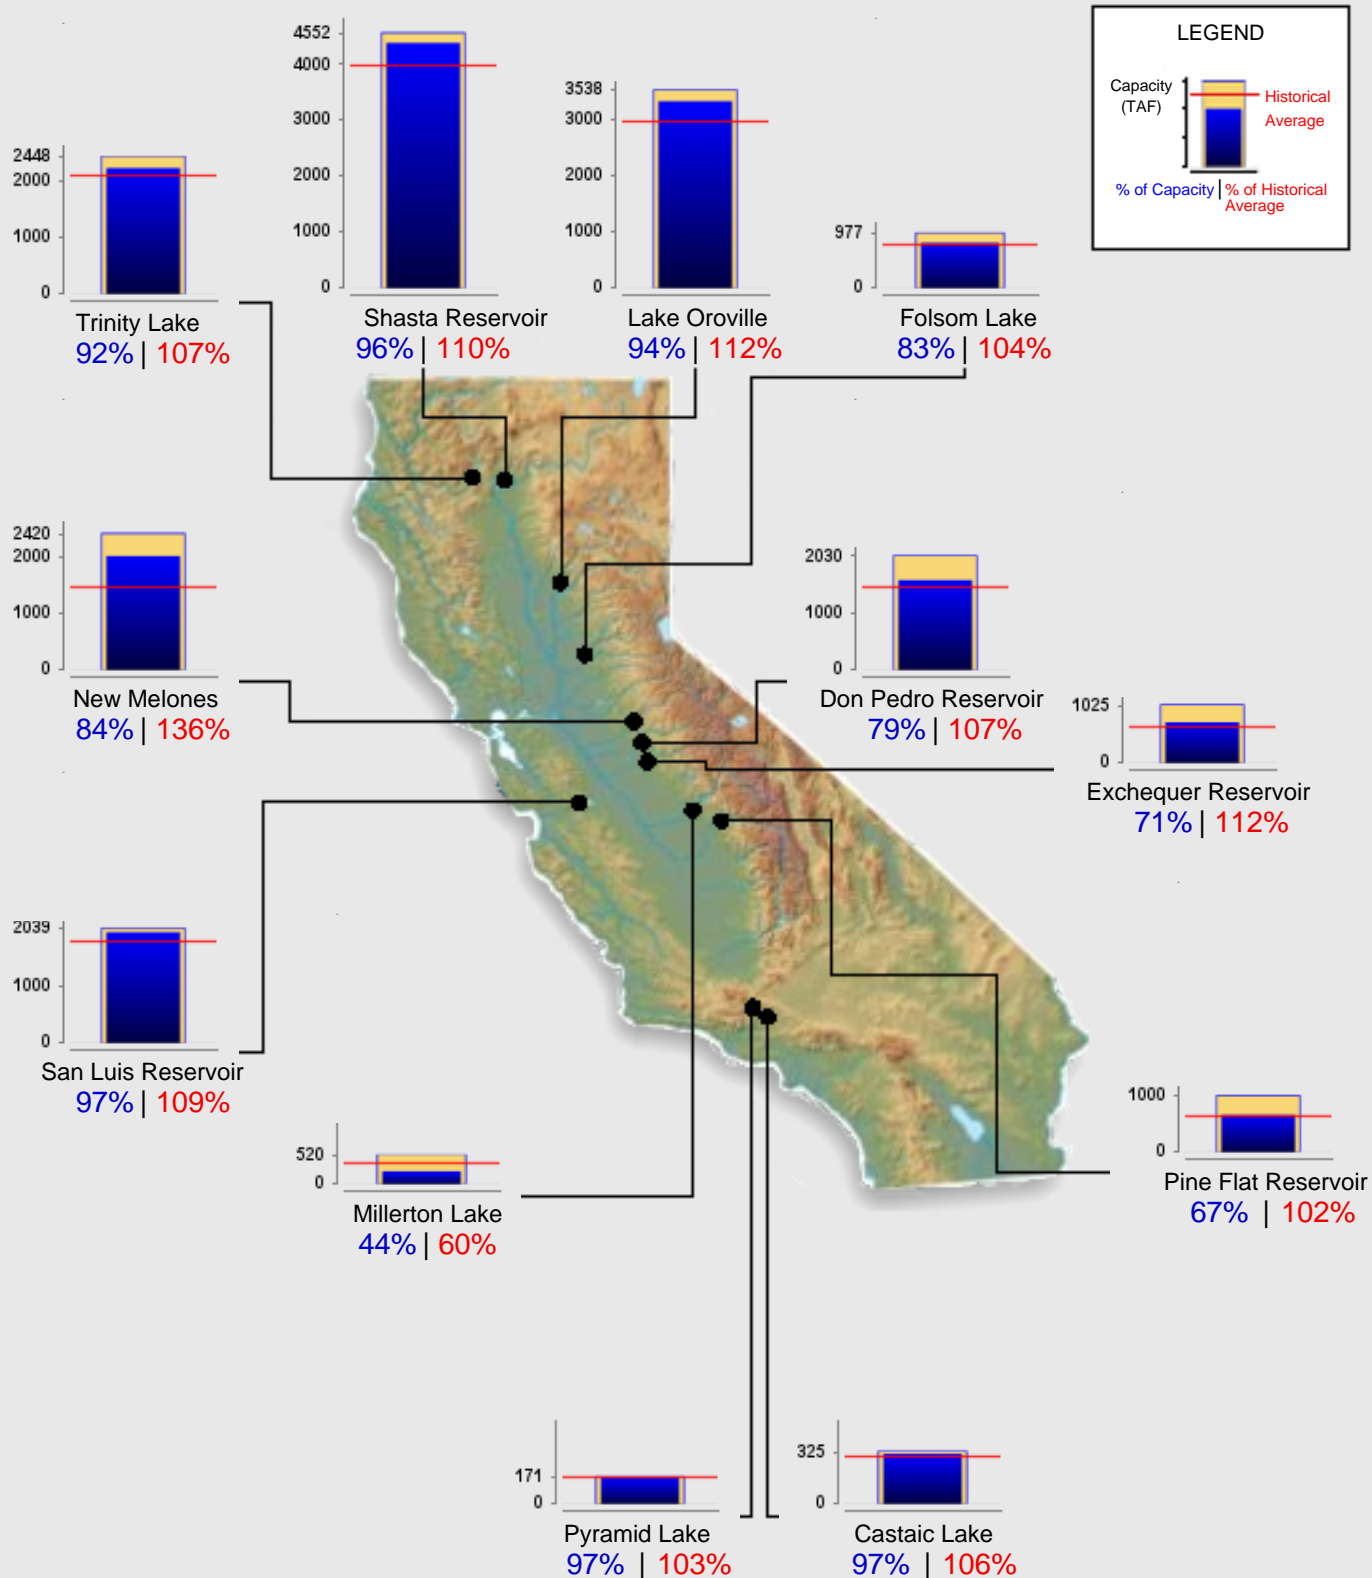 LEGEND
Capacity
(TAF)
Historical
Average
% of Capacity | % of Historical
Average
2448
2000
1000
0
Trinity Lake
92% | 107%
4552
4000
3000
2000
1000
0
Shasta Reservoir
96% | 110%
3538
3000
2000
1000
0
Lake Oroville
94% | 112%
977
0
Folsom Lake
83% | 104%
2420
2000
1000
0
New Melones
84% | 136%
2030
1000
0
Don Pedro Reservoir
79% | 107%
1025
0
Exchequer Reservoir
71% | 112%
2039
1000
0
San Luis Reservoir
97% | 109%
520
0
Millerton Lake
44% | 60%
1000
0
Pine Flat Reservoir
67% | 102%
171
0
Pyramid Lake
97% | 103%
325
0
Castaic Lake
97% | 106%